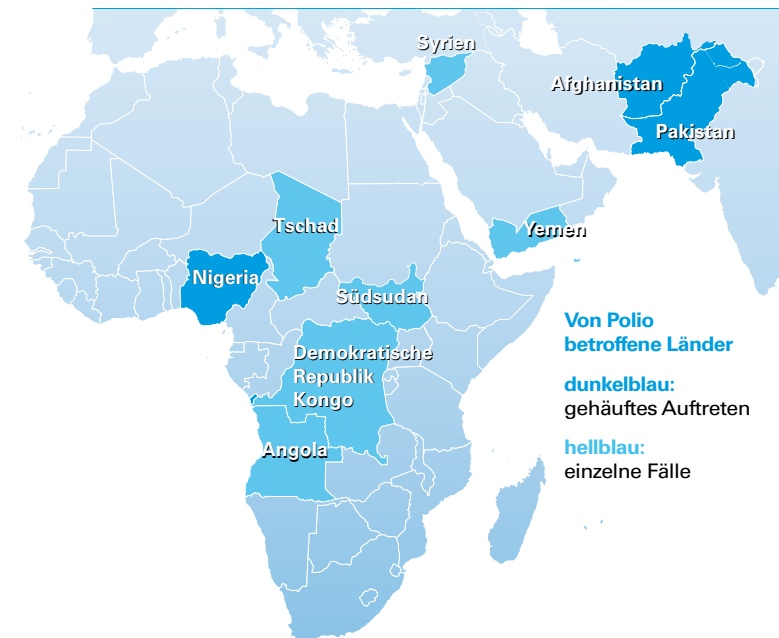 Syrien
Afghanistan
Pakistan
Tschad
Yemen
Nigeria
Südsudan
Demokratische
Republik
Kongo
Angola
Von Polio
betroffene Länder
dunkelblau:
gehäuftes Auftreten
hellblau:
einzelne Fälle